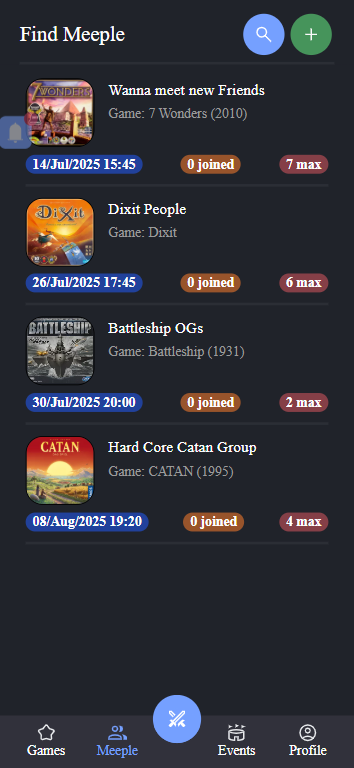 Find Meeple
WONDERS
Wanna meet new Friends
Game: 7 Wonders (2010)
14/Jul/2025 15:45 0 joined 7 max
DiXit
Dixit People
Game: Dixit
26/Jul/2025 17:45 0 joined 6 max
BATTLESHIP
Battleship OGs
Game: Battleship (1931)
30/Jul/2025 20:00 0 joined 2 max
CATAN
Hard Core Catan Group
Game: CATAN (1995)
08/Aug/2025 19:20 0 joined 4 max
Games Meeple Events Profile